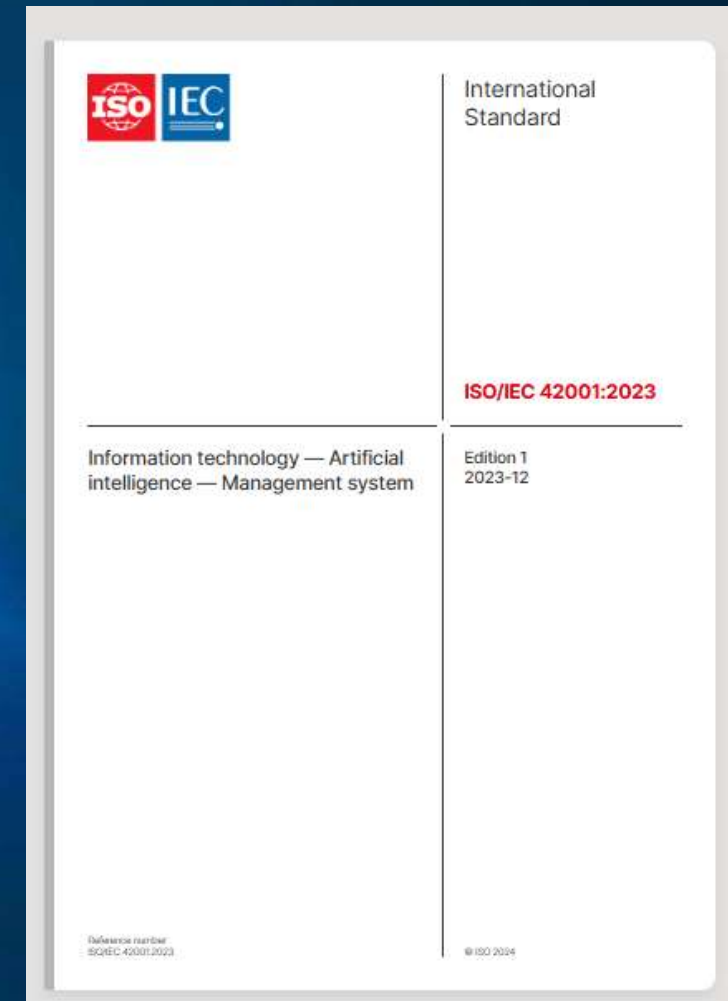 ISO IEC
International
Standard
ISO/IEC 42001:2023
Information technology — Artificial
intelligence — Management system
Edition 1
2023-12
Reference number
ISO/IEC 42001:2023
© ISO 2024